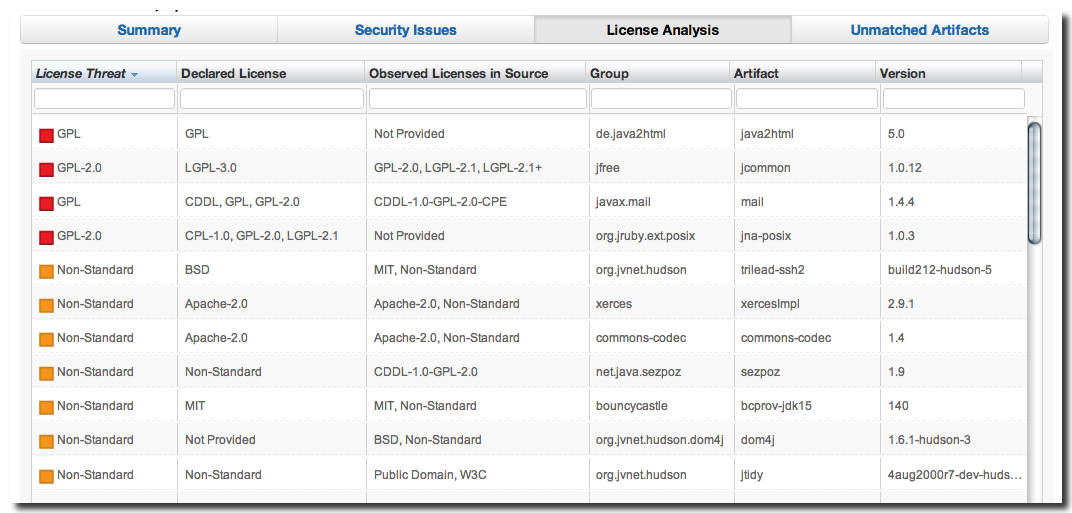 Summary Security Issues License Analysis Unmatched Artifacts
License Threat Declared License Observed Licenses in Source Group Artifact Version
GPL GPL Not Provided de.java2html java2html 5.0
GPL-2.0 LGPL-3.0 GPL-2.0, LGPL-2.1, LGPL-2.1+ jfree jcommon 1.0.12
GPL CDDL, GPL, GPL-2.0 CDDL-1.0-GPL-2.0-CPE javax.mail mail 1.4.4
GPL-2.0 CPL-1.0, GPL-2.0, LGPL-2.1 Not Provided org.jruby.ext.posix jna-posix 1.0.3
Non-Standard BSD MIT, Non-Standard org.jvnet.hudson trilead-ssh2 build212-hudson-5
Non-Standard Apache-2.0 Apache-2.0, Non-Standard xerces xercesImpl 2.9.1
Non-Standard Apache-2.0 Apache-2.0, Non-Standard commons-codec commons-codec 1.4
Non-Standard Non-Standard CDDL-1.0-GPL-2.0 net.java.sezpoz sezpoz 1.9
Non-Standard MIT MIT, Non-Standard bouncycastle bcprov-jdk15 140
Non-Standard Not Provided BSD, Non-Standard org.jvnet.hudson.dom4j dom4j 1.6.1-hudson-3
Non-Standard Non-Standard Public Domain, W3C org.jvnet.hudson jtidy 4aug2000r7-dev-huds...